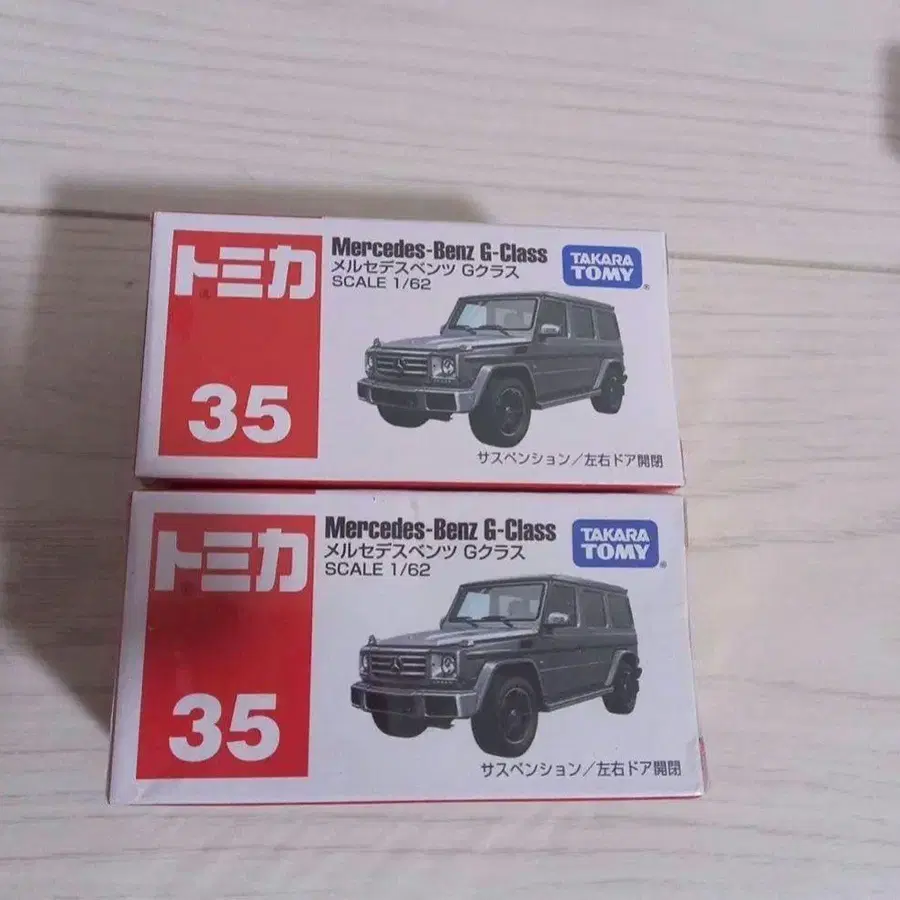 トミカ
35
Mercedes-Benz G-Class
メルセデスベンツ Gクラス
SCALE 1/62
TAKARA
TOMY
®
サスペンション/左右ドア開閉
トミカ
35
Mercedes-Benz G-Class
メルセデスベンツ Gクラス
SCALE 1/62
TAKARA
TOMY
®
サスペンション/左右ドア開閉